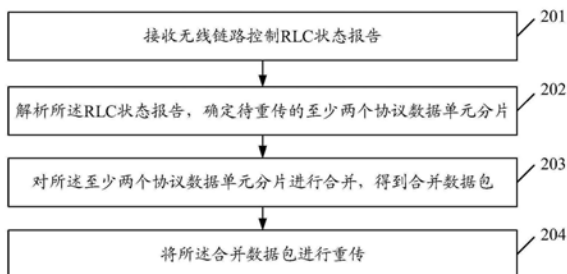 201
接收无线链路控制RLC状态报告
202
解析所述RLC状态报告，确定待重传的至少两个协议数据单元分片
203
对所述至少两个协议数据单元分片进行合并，得到合并数据包
204
将所述合并数据包进行重传